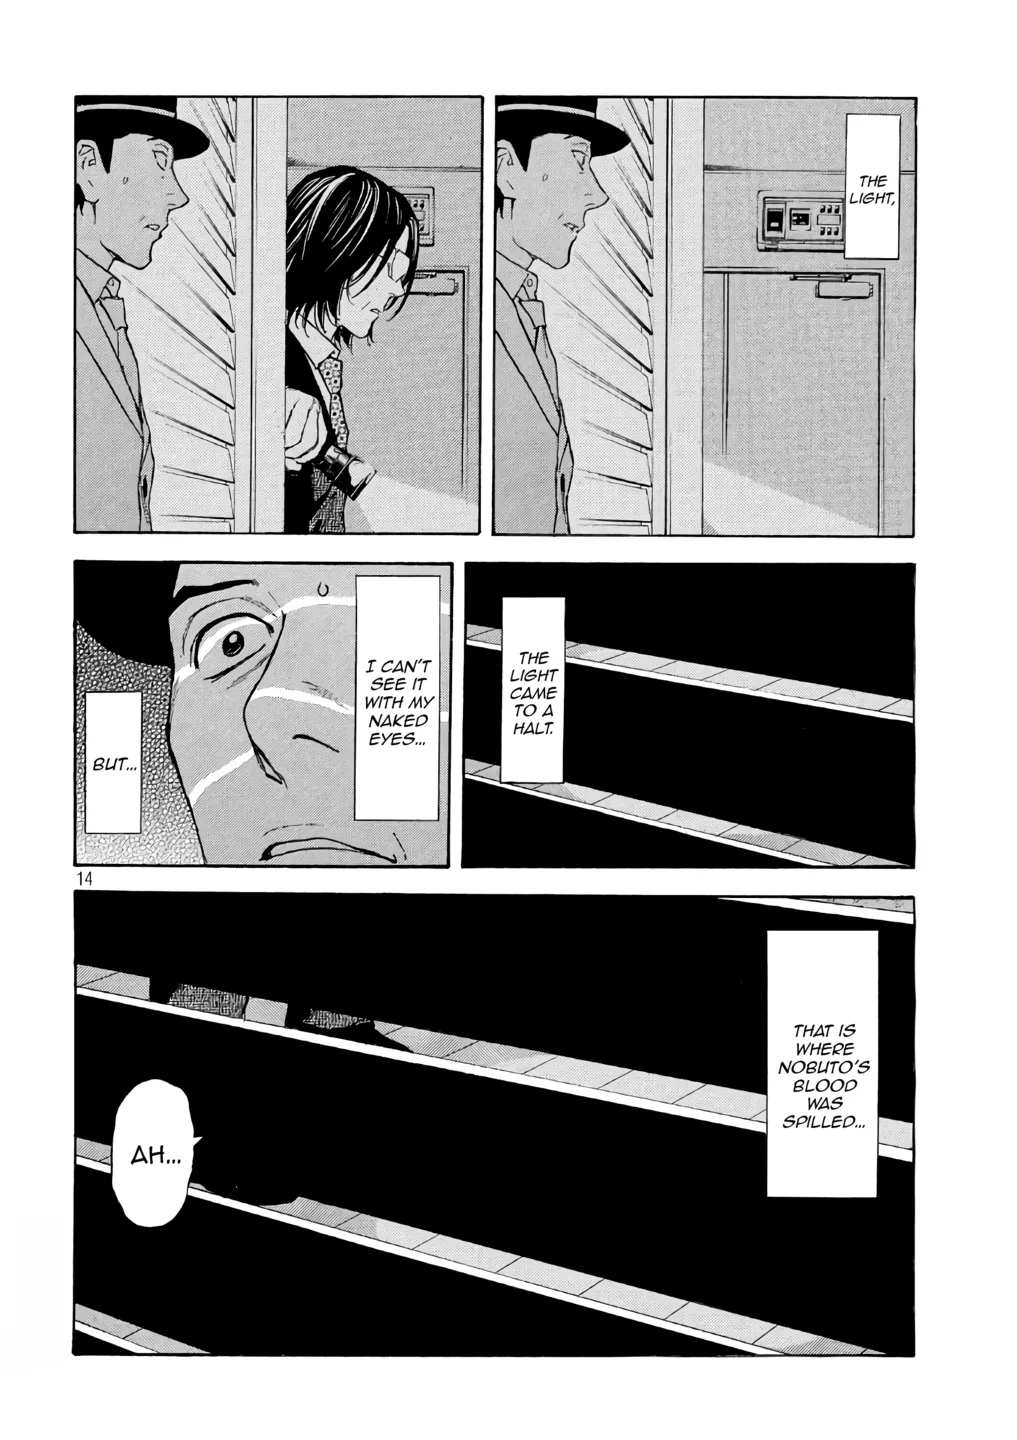 THE
LIGHT,
THE
LIGHT
CAME
TO A
HALT.
I CAN'T
SEE IT
WITH MY
NAKED
EYES...
BUT...
14
THAT IS
WHERE
NOBUTO'S
BLOOD
WAS
SPILLED...
AH...